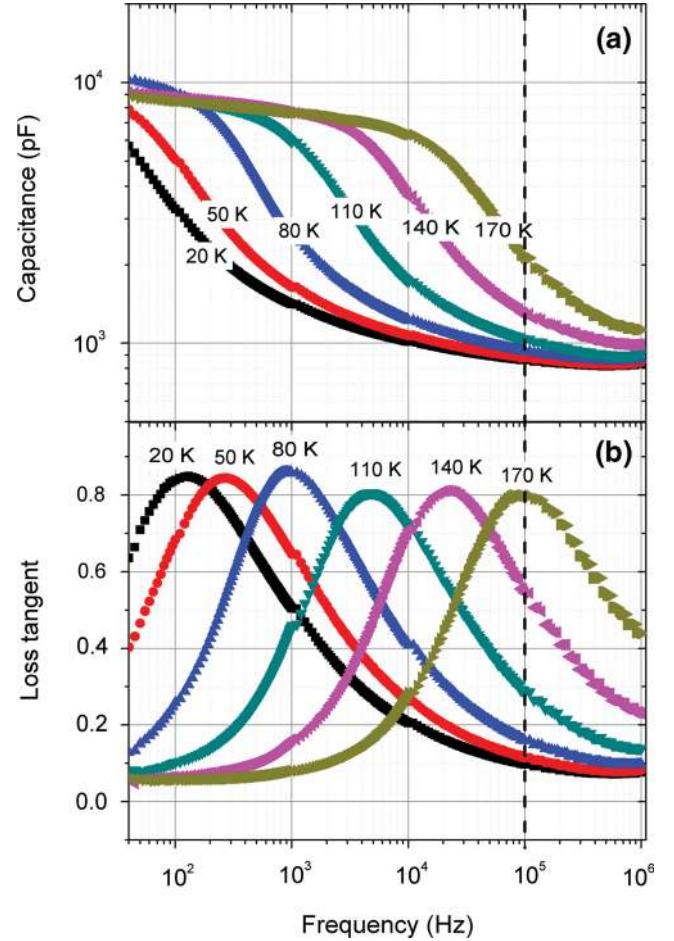 (a)
10⁴
10³
Capacitance (pF)
20 K
50 K
80 K
110 K
140 K
170 K
(b)
20 K
50 K
80 K
110 K
140 K
170 K
0.8
0.6
0.4
0.2
0.0
Loss tangent
10² 10³ 10⁴ 10⁵ 10⁶
Frequency (Hz)